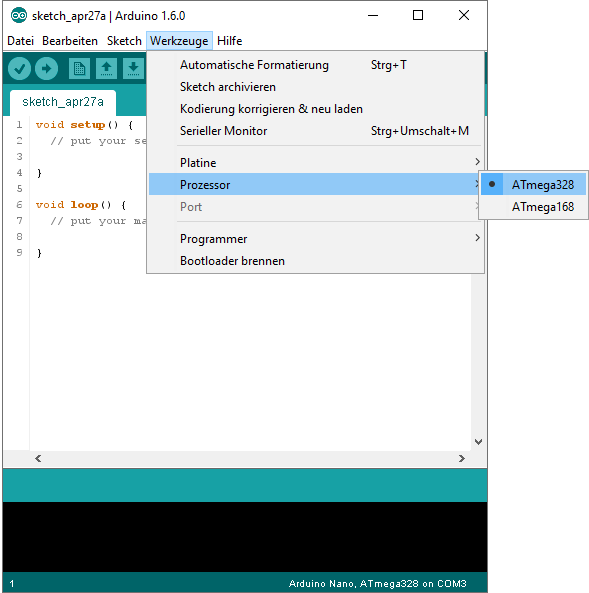 sketch_apr27a | Arduino 1.6.0
Datei Bearbeiten Sketch Werkzeuge Hilfe
Automatische Formatierung Strg+T
Sketch archivieren
Kodierung korrigieren & neu laden
Serieller Monitor Strg+Umschalt+M
Platine
Prozessor
Port
Programmer
Bootloader brennen
ATmega328
ATmega168
sketch_apr27a
1 void setup() {
2 // put your se
3
4 }
5
6 void loop() {
7 // put your ma
8
9 }
1 Arduino Nano, ATmega328 on COM3